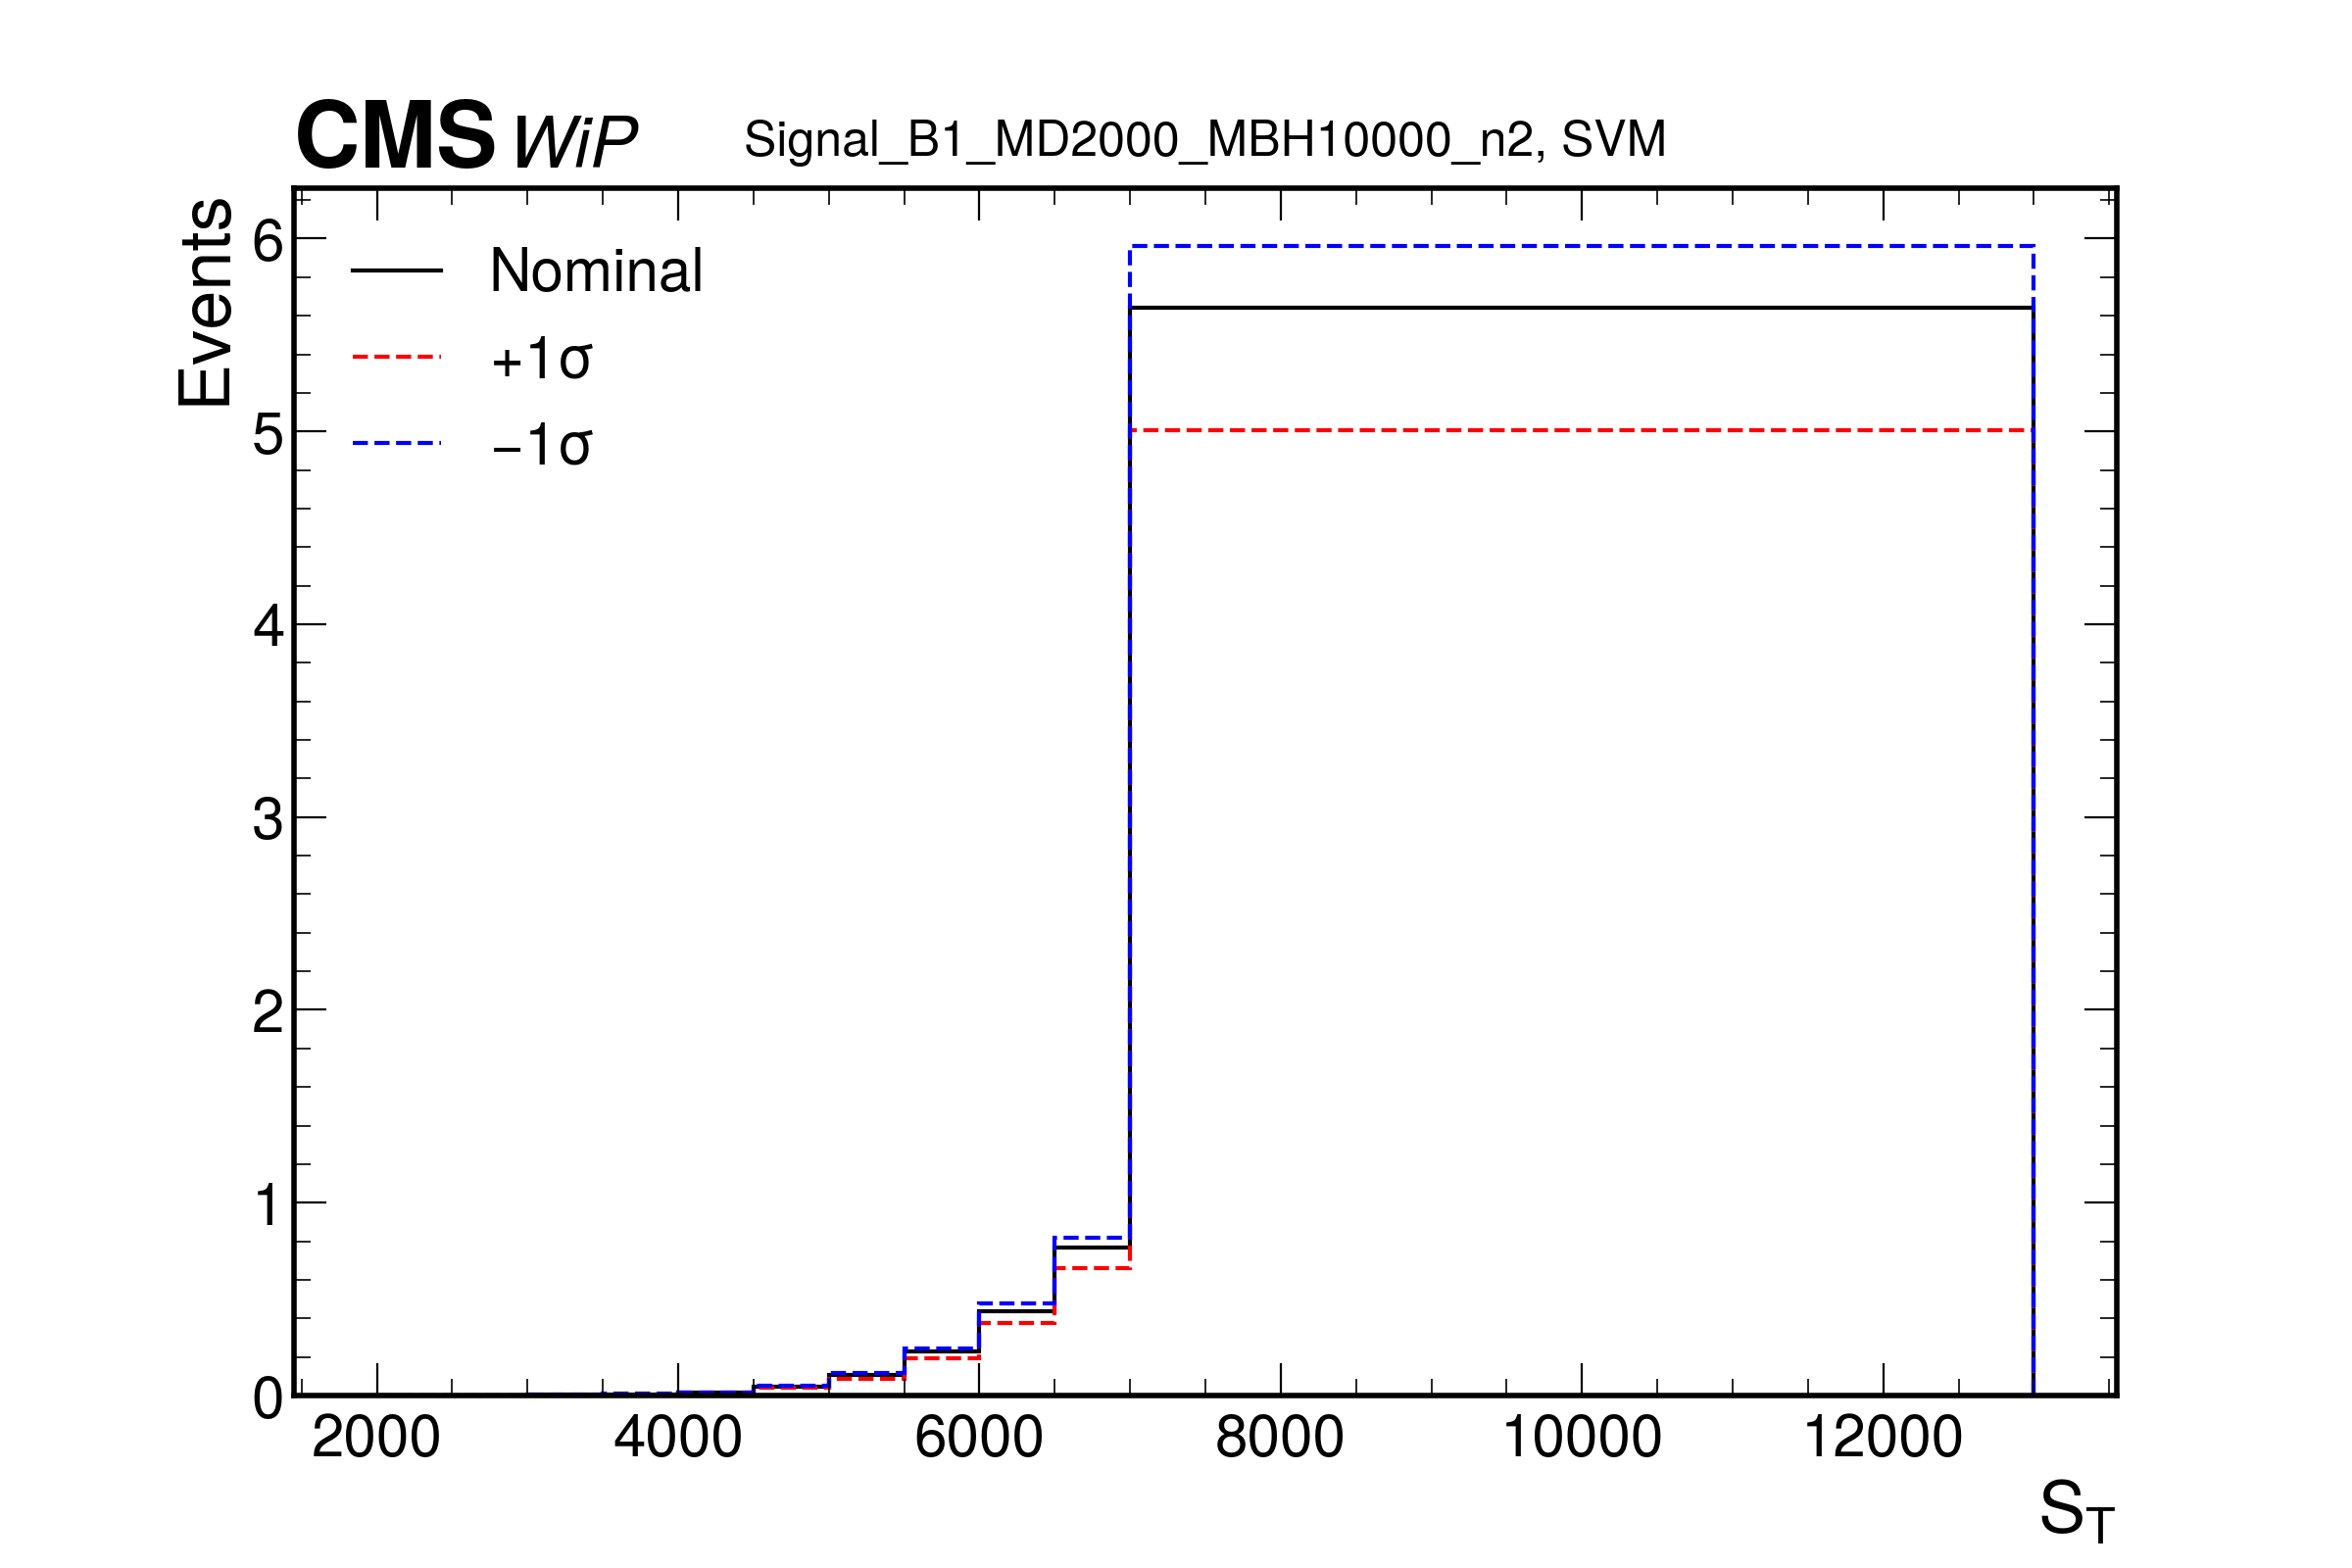 CMS WiP Signal_B1_MD2000_MBH10000_n2, SVM
Events
Nominal
+1σ
−1σ
6
5
4
3
2
1
0
2000 4000 6000 8000 10000 12000
S_T